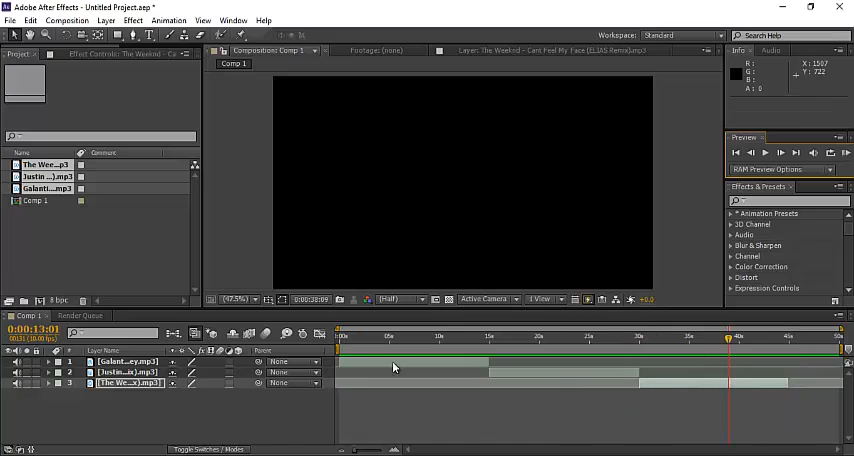 Adobe After Effects - Untitled Project.aep *
File Edit Composition Layer Effect Animation View Window Help
Workspace: Standard Search Help
Project Effect Controls: The Weeknd - Ca
Composition: Comp 1 Footage: (none) Layer: The Weeknd - Cant Feel My Face (ELIAS Remix).mp3
Info Audio
Comp 1
R :
G :
B :
A : 0
X : 1507
Y : 722
Preview
RAM Preview Options
Name Comment
The Wee...p3
Justin ...).mp3
Galanti....mp3
Comp 1
Effects & Presets
* Animation Presets
3D Channel
Audio
Blur & Sharpen
Channel
Color Correction
Distort
Expression Controls
8 bpc
(47.5%) 0:00:38:09 (Half) Active Camera 1 View +0.0
Comp 1 Render Queue
0:00:13:01
00131 (10.00 fps)
:00s 05s 10s 15s 20s 25s 30s 35s 40s 45s 50s
# Layer Name Parent
1 [Galant...ey.mp3] None
2 [Justin...ix).mp3] None
3 [The We...x).mp3] None
Toggle Switches / Modes